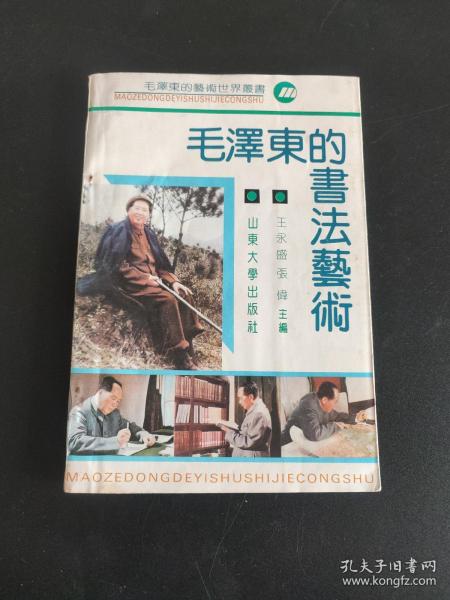 毛澤東的藝術世界叢書
MAOZEDONGDEYISHUSHIJIECONGSHU
毛澤東的書法藝術
王永盛 張偉 主編
山東大學出版社
MAOZEDONGDEYISHUSHIJIECONGSHU
孔夫子旧书网
www.kongfz.com